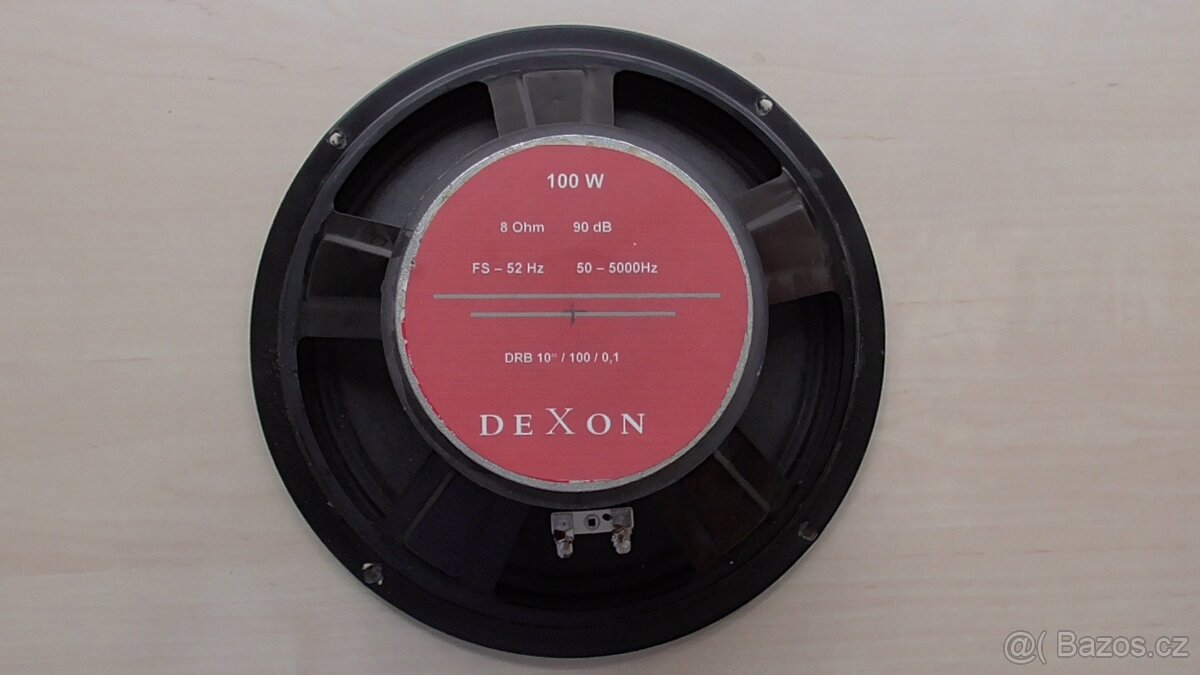 100 W
8 Ohm 90 dB
FS – 52 Hz 50 – 5000Hz
DRB 10" / 100 / 0,1
DEXON
@( Bazos.cz